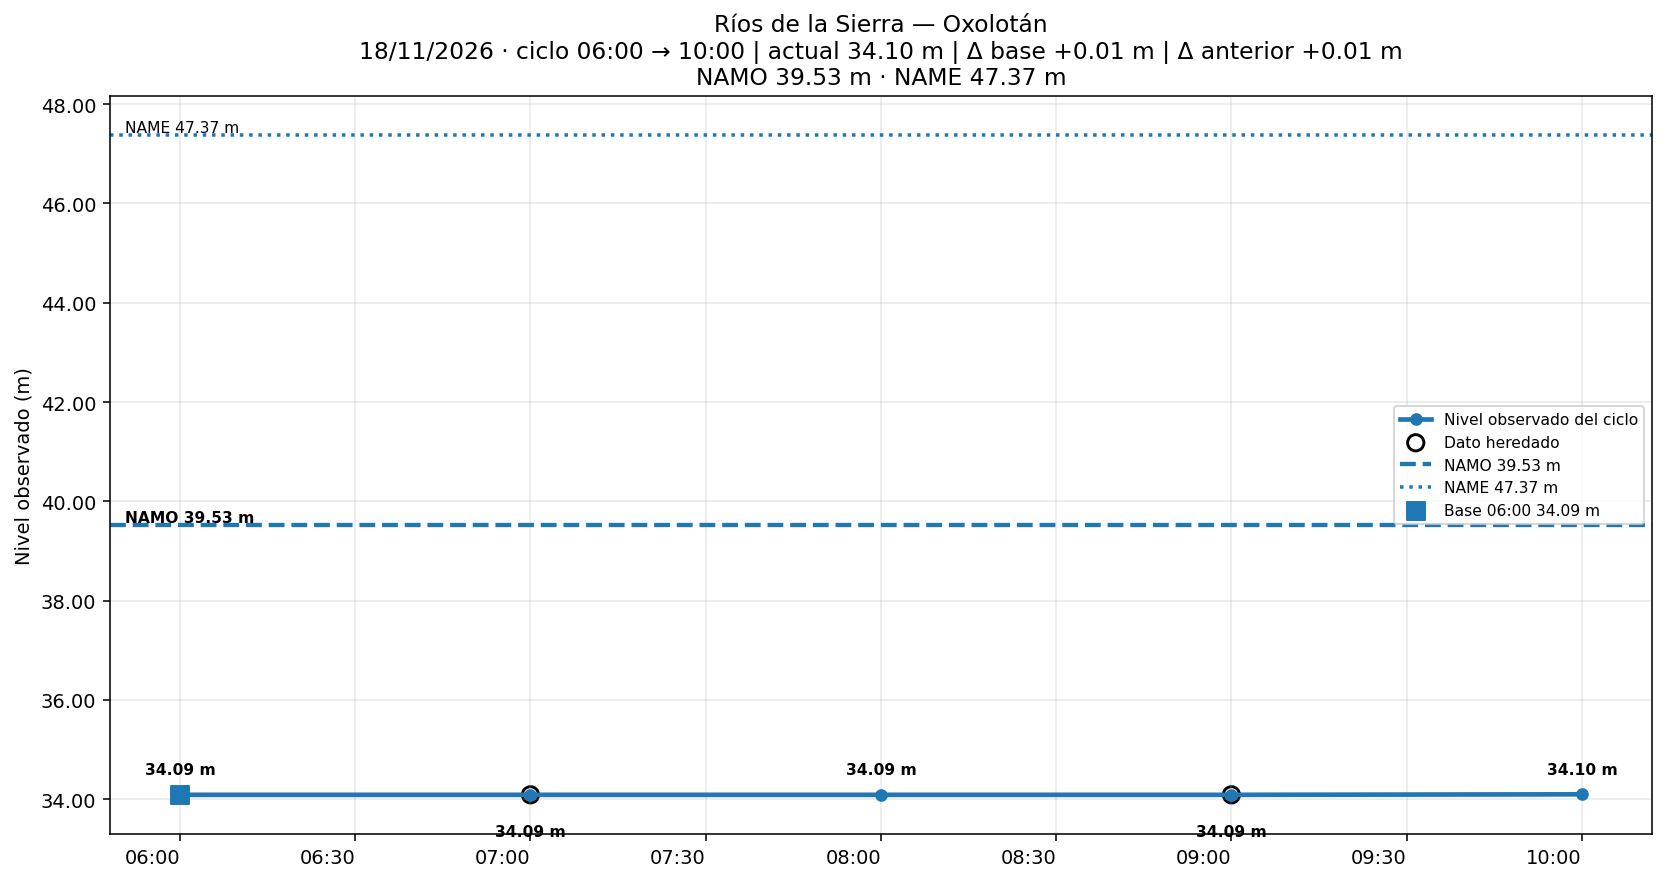 Ríos de la Sierra — Oxolotán
18/11/2026 · ciclo 06:00 → 10:00 | actual 34.10 m | Δ base +0.01 m | Δ anterior +0.01 m
NAMO 39.53 m · NAME 47.37 m
Nivel observado (m)
48.00
46.00
44.00
42.00
40.00
38.00
36.00
34.00
NAME 47.37 m
NAMO 39.53 m
Nivel observado del ciclo
Dato heredado
NAMO 39.53 m
NAME 47.37 m
Base 06:00 34.09 m
34.09 m
34.09 m
34.09 m
34.09 m
34.10 m
06:00
06:30
07:00
07:30
08:00
08:30
09:00
09:30
10:00